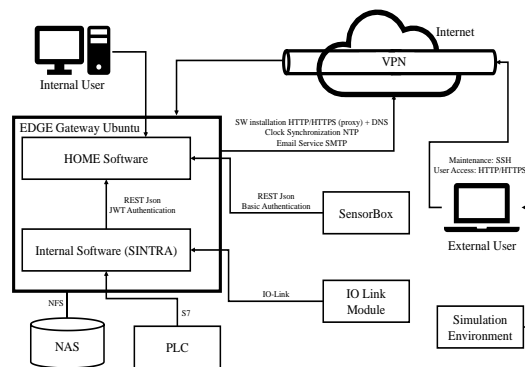 Internet
VPN
Internal User
SW installation HTTP/HTTPS (proxy) + DNS
Clock Synchronization NTP
Email Service SMTP
EDGE Gateway Ubuntu
HOME Software
Maintenance: SSH
User Access: HTTP/HTTPS
REST Json
JWT Authentication
REST Json
Basic Authentication
SensorBox
External User
Internal Software (SINTRA)
IO-Link
IO Link
Module
NFS
S7
NAS
PLC
Simulation
Environment